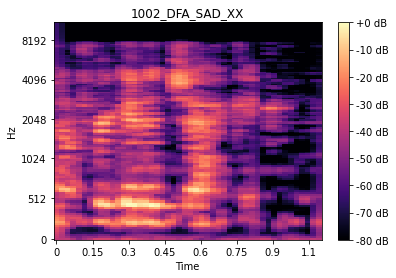 1002_DFA_SAD_XX
+0 dB
8192
-10 dB
4096
-20 dB
-30 dB
2048
Hz
-40 dB
1024
-50 dB
512
-60 dB
-70 dB
0
-80 dB
0 0.15 0.3 0.45 0.6 0.75 0.9 1.1
Time